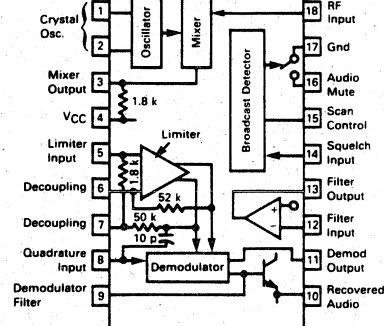 Crystal
Osc.
1
2
Oscillator
Mixer
18
RF
Input
17
Gnd
Mixer
Output
3
16
Audio
Mute
1.8 k
VCC
4
Broadcast Detector
15
Scan
Control
Limiter
Limiter
Input
5
14
Squelch
Input
1.8 k
Decoupling
6
13
Filter
Output
52 k
Decoupling
7
50 k
12
Filter
Input
+
−
10 p
Quadrature
Input
8
Demodulator
11
Demod
Output
Demodulator
Filter
9
10
Recovered
Audio